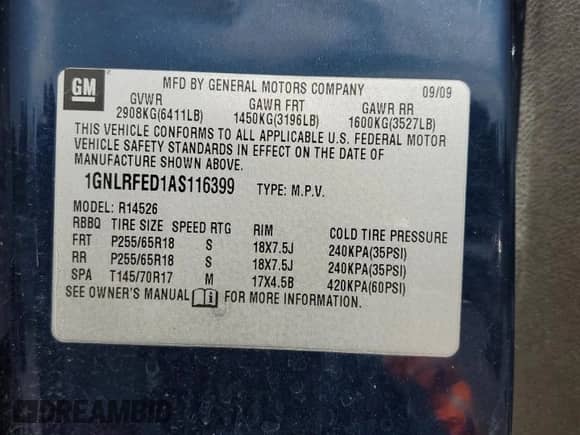 GM
MFD BY GENERAL MOTORS COMPANY 09/09
GVWR GAWR FRT GAWR RR
2908KG(6411LB) 1450KG(3196LB) 1600KG(3527LB)
THIS VEHICLE CONFORMS TO ALL APPLICABLE U.S. FEDERAL MOTOR
VEHICLE SAFETY STANDARDS IN EFFECT ON THE DATE OF
MANUFACTURE SHOWN ABOVE.
1GNLRFED1AS116399 TYPE: M.P.V.
MODEL: R14526
RBBQ TIRE SIZE SPEED RTG RIM COLD TIRE PRESSURE
FRT P255/65R18 S 18X7.5J 240KPA(35PSI)
RR P255/65R18 S 18X7.5J 240KPA(35PSI)
SPA T145/70R17 M 17X4.5B 420KPA(60PSI)
SEE OWNER'S MANUAL FOR MORE INFORMATION.
DREAMBID